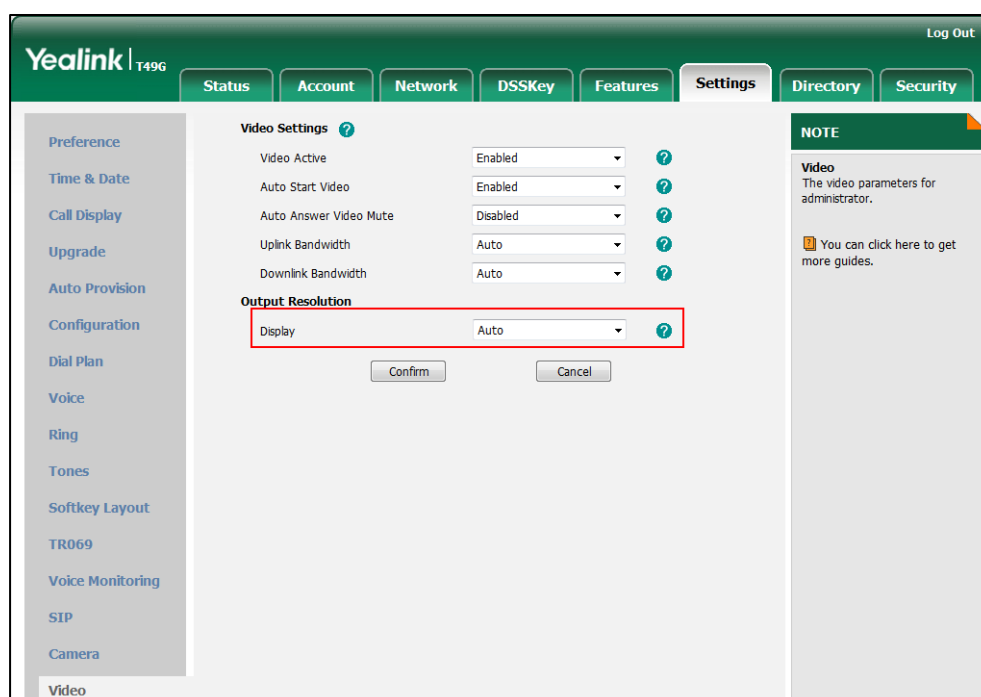 Log Out
Yealink T49G
Status Account Network DSSKey Features Settings Directory Security
Preference
Time & Date
Call Display
Upgrade
Auto Provision
Configuration
Dial Plan
Voice
Ring
Tones
Softkey Layout
TR069
Voice Monitoring
SIP
Camera
Video
Video Settings ?
Video Active Enabled ?
Auto Start Video Enabled ?
Auto Answer Video Mute Disabled ?
Uplink Bandwidth Auto ?
Downlink Bandwidth Auto ?
Output Resolution
Display Auto ?
Confirm Cancel
NOTE
Video
The video parameters for
administrator.
? You can click here to get
more guides.